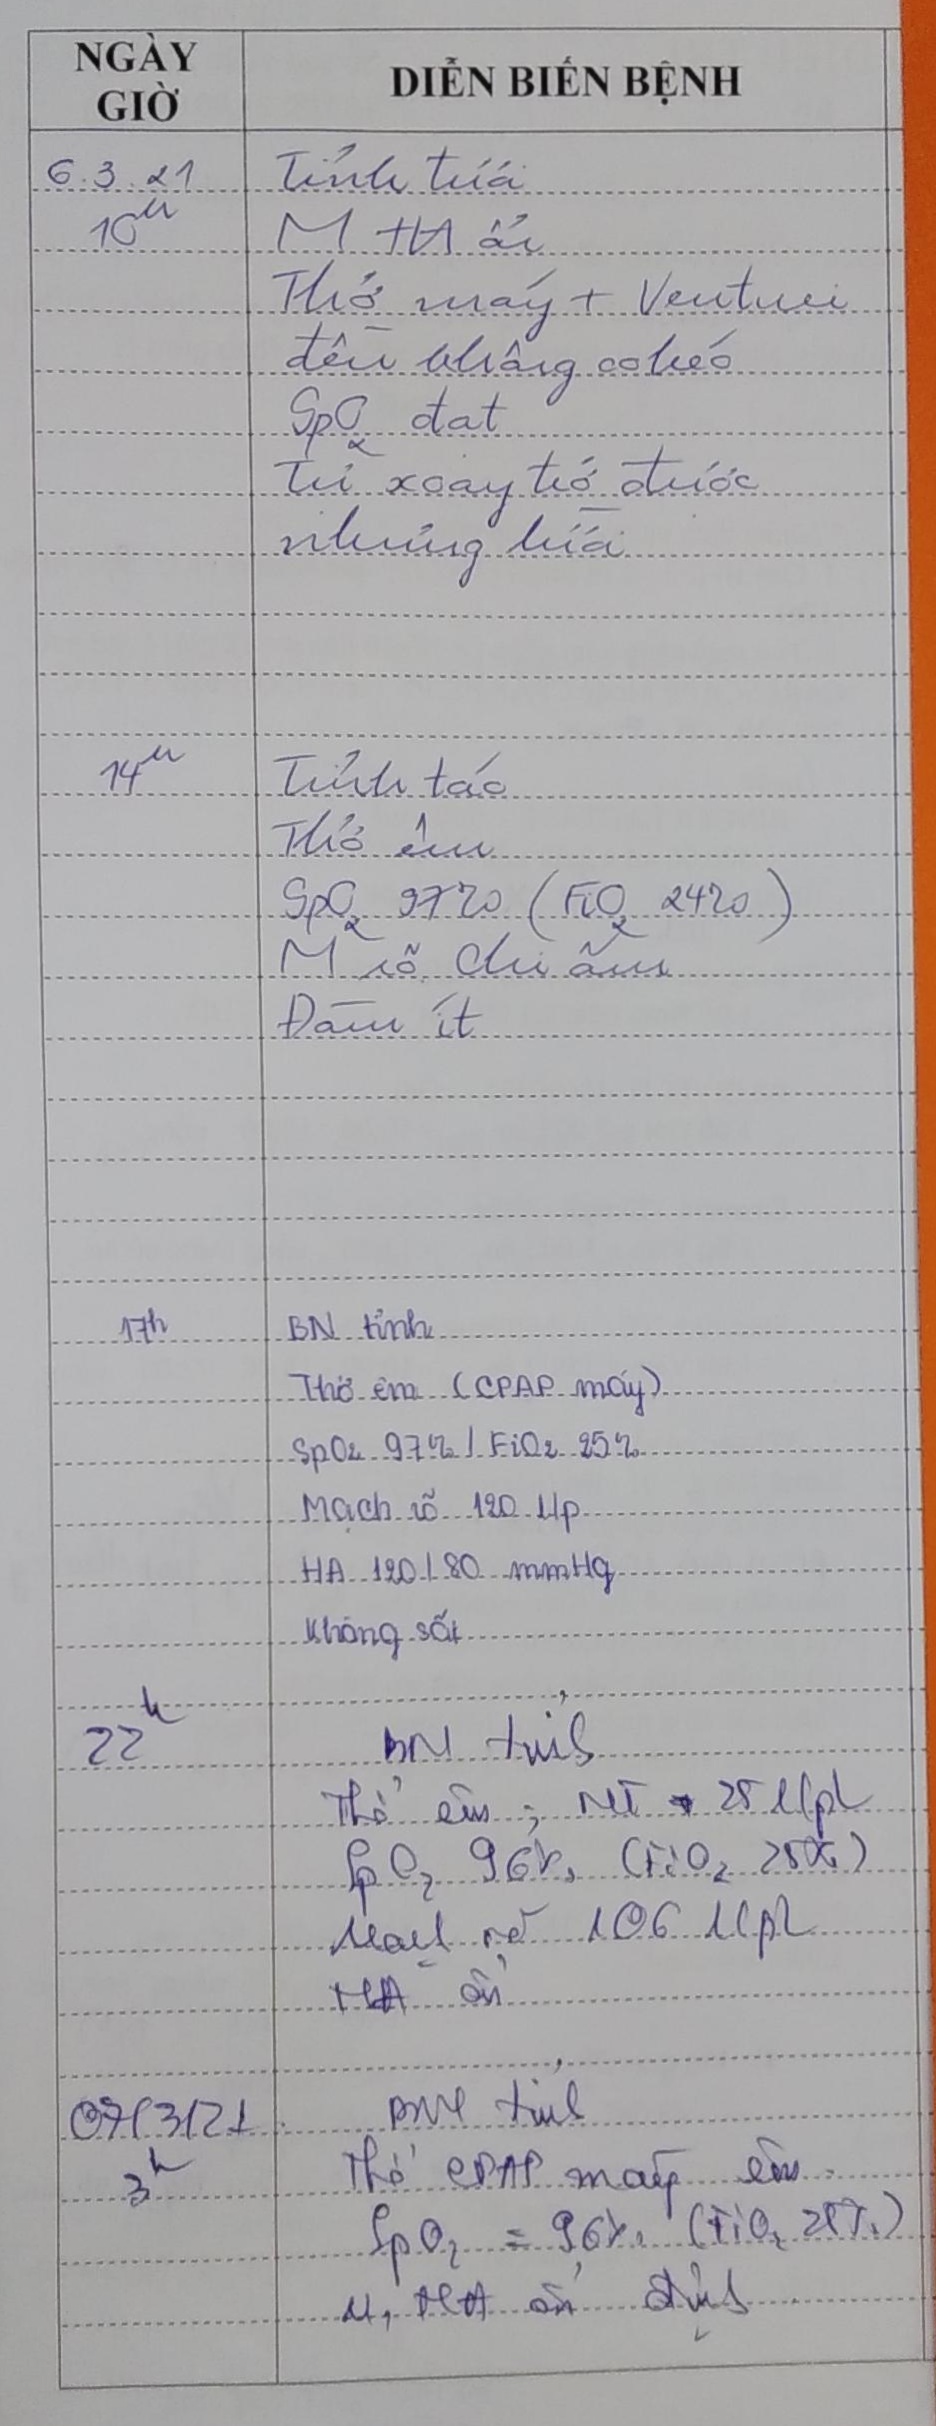 NGÀY
GIỜ
DIỄN BIẾN BỆNH
6.3.21
Tỉnh
10h
M HA ổn
Thở máy + Venturi
đều không co kéo
SpO2 đạt
Tự xoay trở được
nhưng
14h
Tỉnh táo
Thở êm
SpO2 97% (FiO2 24%)
M rõ. Chi ấm
Đàm ít
17h
BN tỉnh
Thở êm (CPAP máy)
SpO2 97% / FiO2 25%
Mạch rõ 120 l/p
HA 120/80 mmHg
Không sốt
22h
BN tỉnh
Thở êm, NT 25 l/ph
SpO2 96% (FiO2 25%)
Mạch rõ 106 l/ph
HA ổn
07/3/21
3h
BN tỉnh
Thở CPAP máy êm
SpO2 = 96% (FiO2 25%)
M, HA ổn định